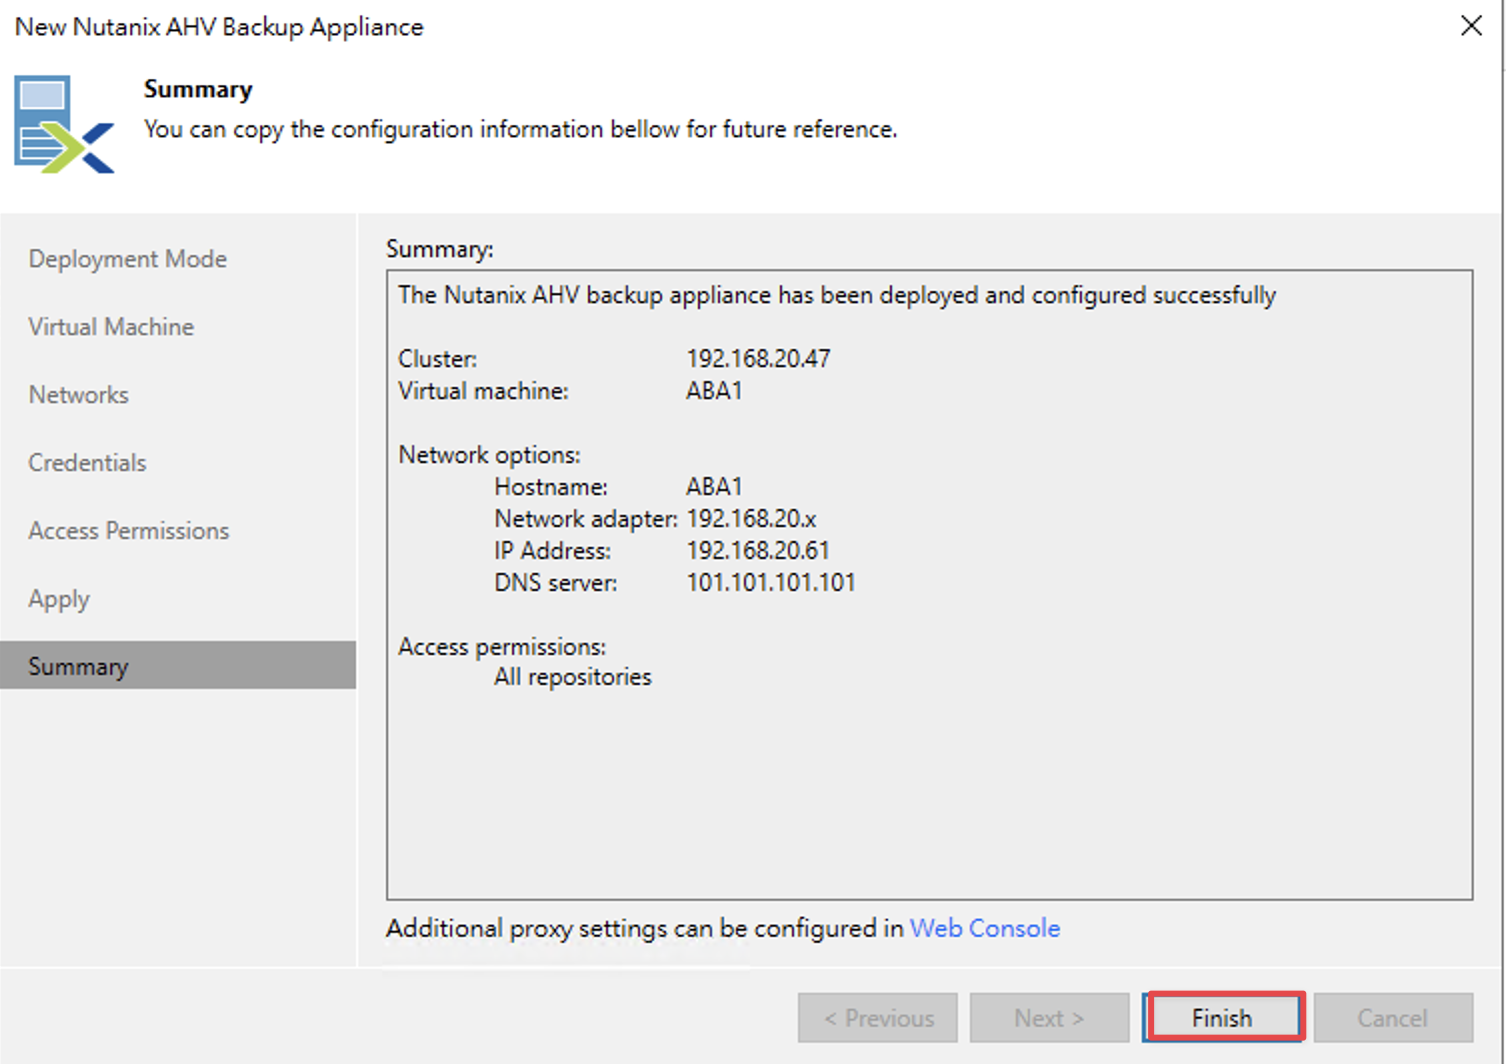 New Nutanix AHV Backup Appliance
Summary
You can copy the configuration information bellow for future reference.
Deployment Mode
Virtual Machine
Networks
Credentials
Access Permissions
Apply
Summary
Summary:
The Nutanix AHV backup appliance has been deployed and configured successfully
Cluster: 192.168.20.47
Virtual machine: ABA1
Network options:
Hostname: ABA1
Network adapter: 192.168.20.x
IP Address: 192.168.20.61
DNS server: 101.101.101.101
Access permissions:
All repositories
Additional proxy settings can be configured in Web Console
< Previous
Next >
Finish
Cancel